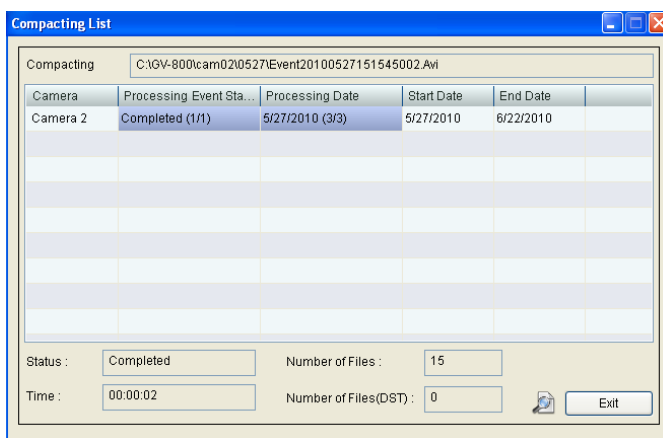 Compacting List
Compacting C:\GV-800\cam02\0527\Event20100527151545002.Avi
Camera Processing Event Sta... Processing Date Start Date End Date
Camera 2 Completed (1/1) 5/27/2010 (3/3) 5/27/2010 6/22/2010
Status : Completed Number of Files : 15
Time : 00:00:02 Number of Files(DST) : 0 Exit